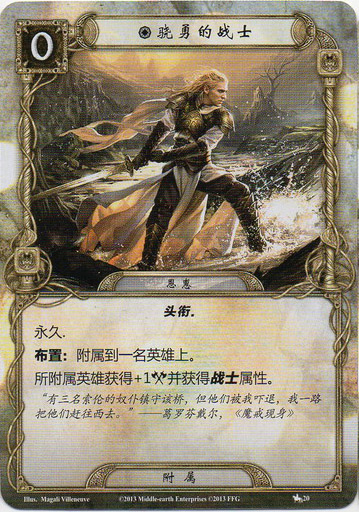 0
骁勇的战士
恩惠
头衔.
永久.
布置：附属到一名英雄上。
所附属英雄获得+1并获得战士属性。
“有三名索伦的奴仆镇守该桥，但他们被我吓退，我一路
把他们赶往西去。”——葛罗芬戴尔，《魔戒现身》
附属
Illus. Magali Villeneuve
©2013 Middle-earth Enterprises ©2013 FFG
20